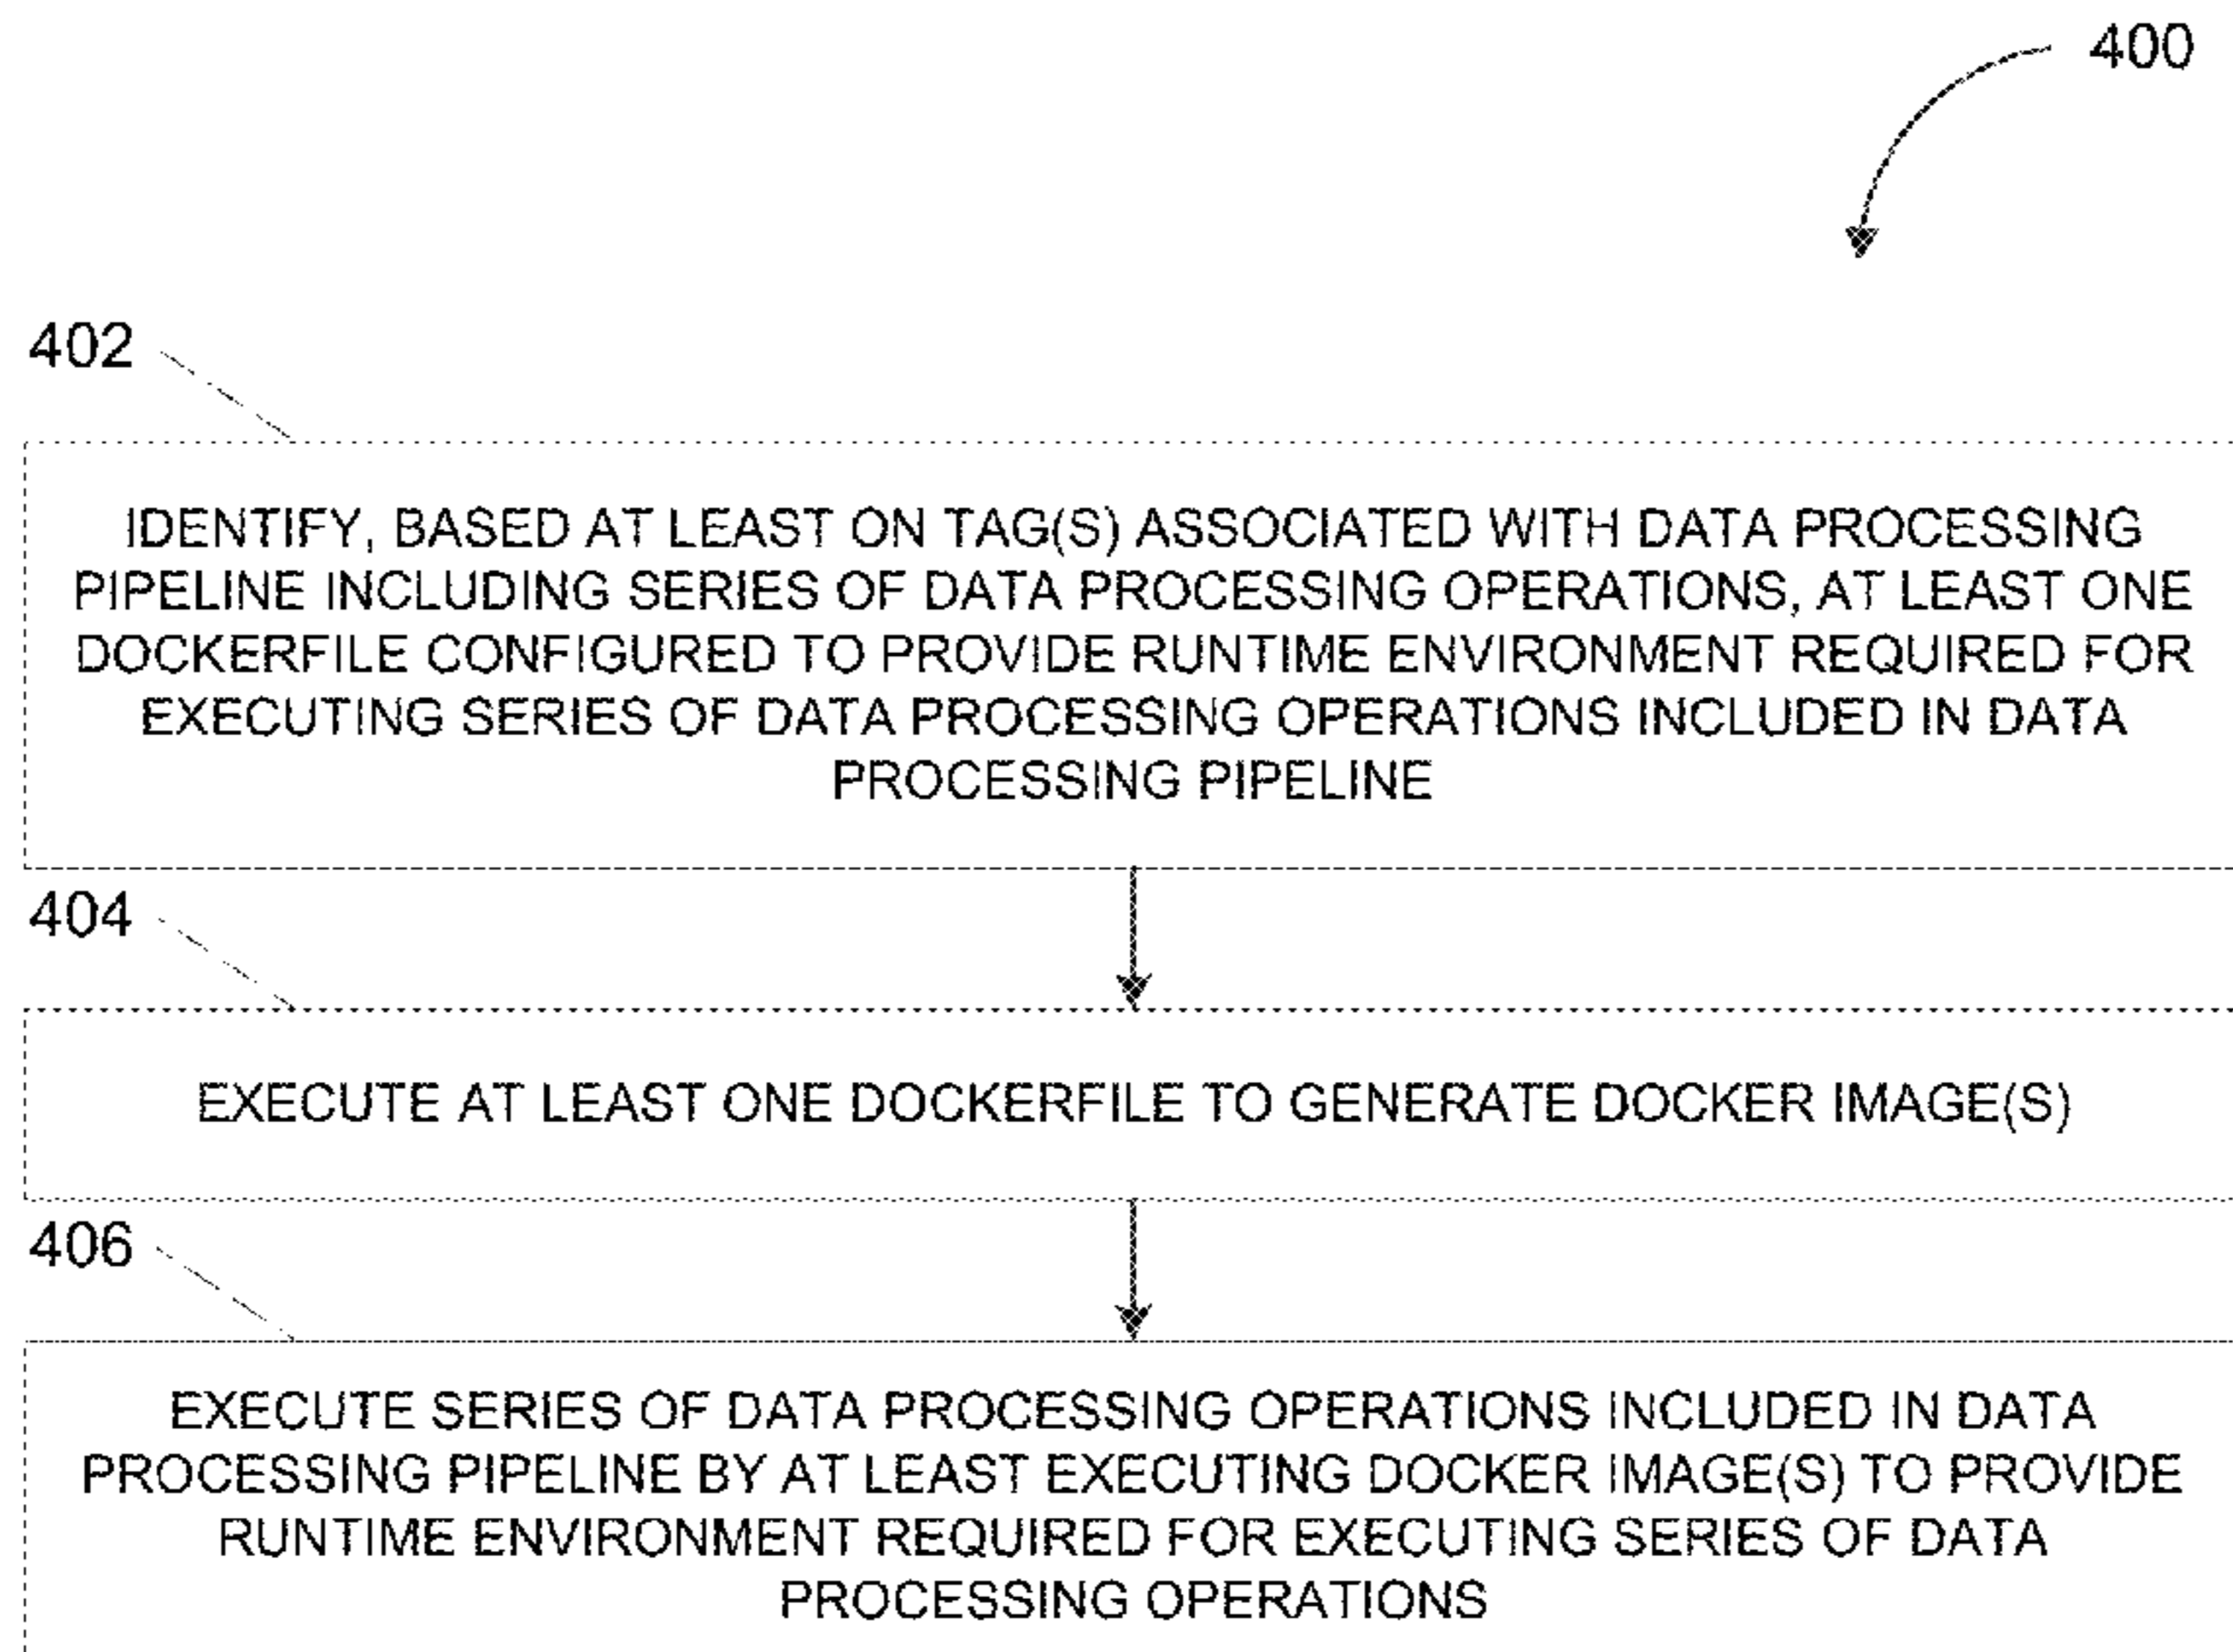 400
402
IDENTIFY, BASED AT LEAST ON TAG(S) ASSOCIATED WITH DATA PROCESSING
PIPELINE INCLUDING SERIES OF DATA PROCESSING OPERATIONS, AT LEAST ONE
DOCKERFILE CONFIGURED TO PROVIDE RUNTIME ENVIRONMENT REQUIRED FOR
EXECUTING SERIES OF DATA PROCESSING OPERATIONS INCLUDED IN DATA
PROCESSING PIPELINE
404
EXECUTE AT LEAST ONE DOCKERFILE TO GENERATE DOCKER IMAGE(S)
406
EXECUTE SERIES OF DATA PROCESSING OPERATIONS INCLUDED IN DATA
PROCESSING PIPELINE BY AT LEAST EXECUTING DOCKER IMAGE(S) TO PROVIDE
RUNTIME ENVIRONMENT REQUIRED FOR EXECUTING SERIES OF DATA
PROCESSING OPERATIONS